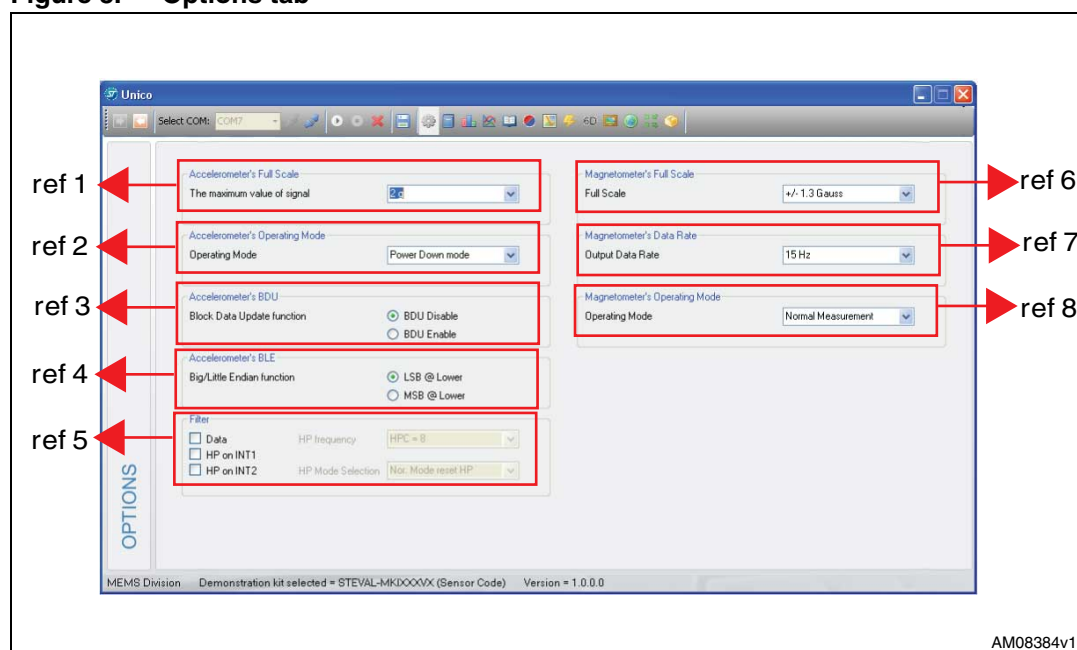 Options tab
Unico
Select COM: COM7
6D
ref 1
Accelerometer's Full Scale
The maximum value of signal 2 g
ref 2
Accelerometer's Operating Mode
Operating Mode Power Down mode
ref 3
Accelerometer's BDU
Block Data Update function BDU Disable
BDU Enable
ref 4
Accelerometer's BLE
Big/Little Endian function LSB @ Lower
MSB @ Lower
ref 5
Filter
Data HP frequency HPC = 8
HP on INT1
HP on INT2 HP Mode Selection Nor. Mode reset HP
Magnetometer's Full Scale
Full Scale +/- 1.3 Gauss
ref 6
Magnetometer's Data Rate
Output Data Rate 15 Hz
ref 7
Magnetometer's Operating Mode
Operating Mode Normal Measurement
ref 8
OPTIONS
MEMS Division Demonstration kit selected = STEVAL-MKIXXXVX (Sensor Code) Version = 1.0.0.0
AM08384v1